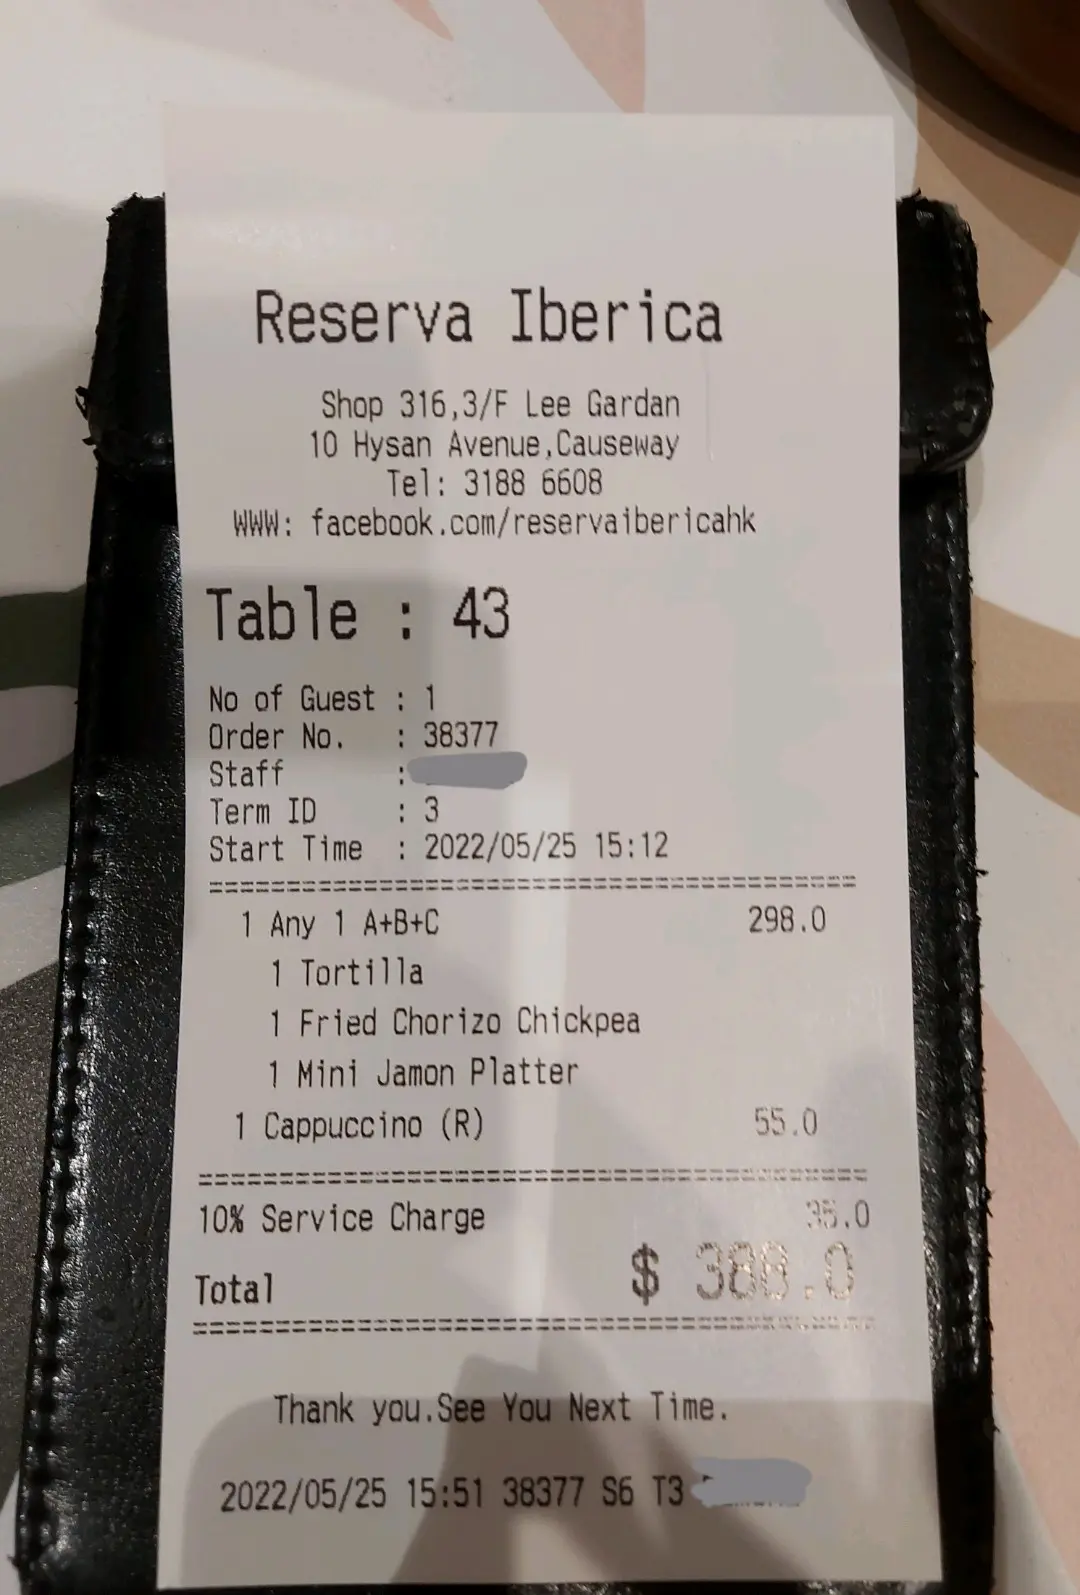 Reserva Iberica
Shop 316,3/F Lee Gardan
10 Hysan Avenue,Causeway
Tel: 3188 6608
WWW: facebook.com/reservaibericahk
Table : 43
No of Guest : 1
Order No. : 38377
Staff :
Term ID : 3
Start Time : 2022/05/25 15:12
1 Any 1 A+B+C 298.0
1 Tortilla
1 Fried Chorizo Chickpea
1 Mini Jamon Platter
1 Cappuccino (R) 55.0
10% Service Charge 35.0
Total $ 388.0
Thank you.See You Next Time.
2022/05/25 15:51 38377 S6 T3